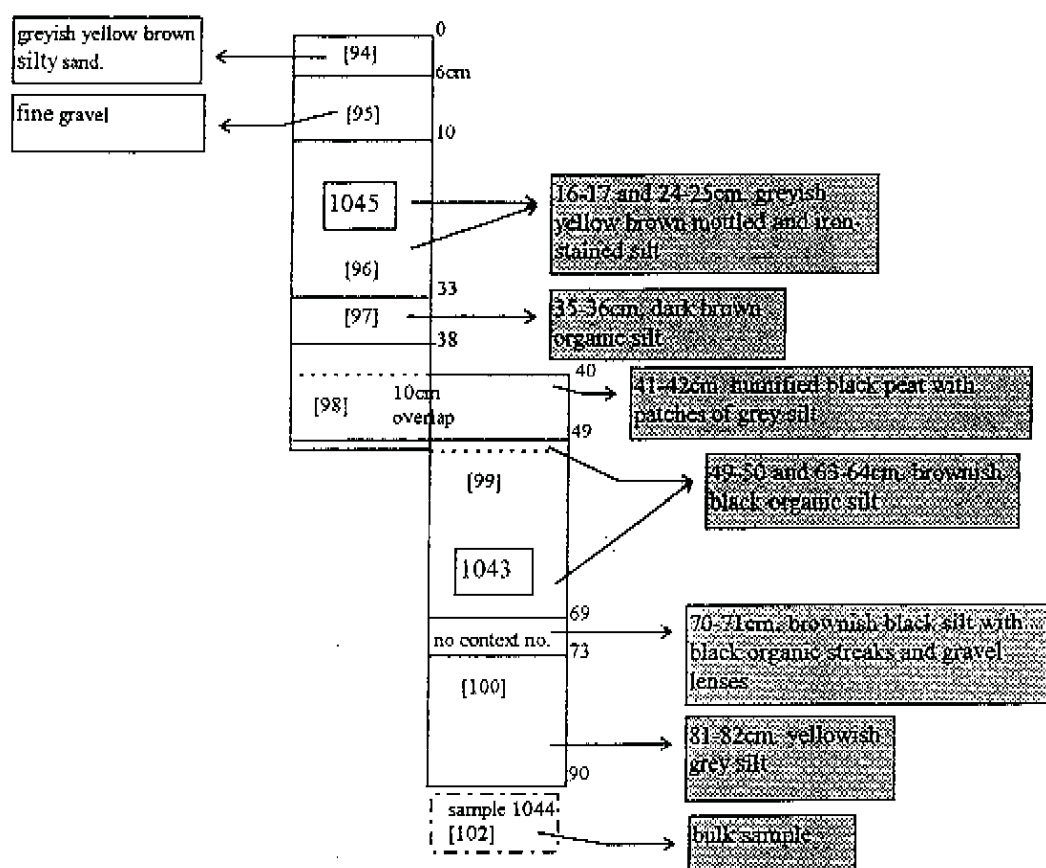 greyish yellow brown
silty sand.
0
[94]
6cm
fine gravel
[95]
10
1045
16-17 and 24-25cm, greyish
yellow brown mottled and iron-
stained silt
[96]
33
[97]
35-36cm, dark brown
organic silt
38
40
41-42cm, humified black peat with
patches of grey silt
[98]
10cm
overlap
49
49-50 and 63-64cm, brownish
black organic silt
[99]
1043
69
no context no.
70-71cm, brownish black silt with
black organic streaks and gravel
lenses
73
[100]
81-82cm, yellowish
grey silt
90
sample 1044
[102]
bulk sample